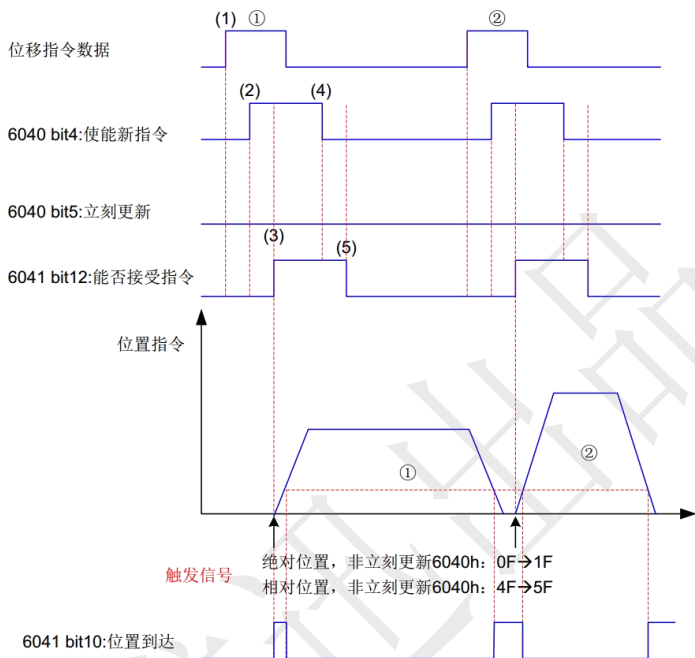 (1) ① ②
位移指令数据
(2) (4)
6040 bit4:使能新指令
6040 bit5:立刻更新
(3) (5)
6041 bit12:能否接受指令
位置指令
① ②
触发信号
绝对位置，非立刻更新6040h：0F→1F
相对位置，非立刻更新6040h：4F→5F
6041 bit10:位置到达